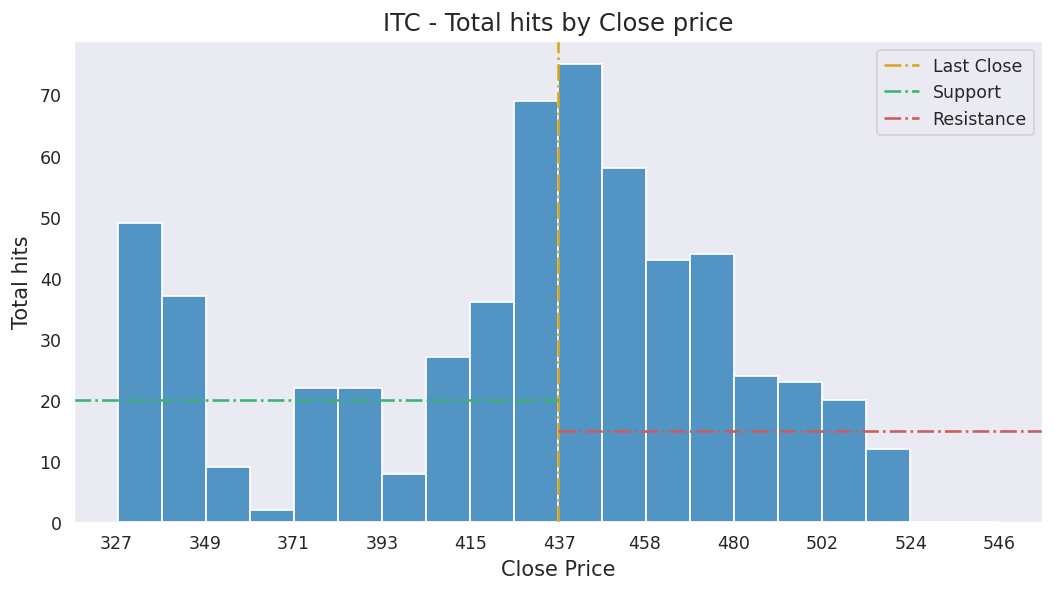 ITC - Total hits by Close price
Last Close
Support
Resistance
Total hits
70
60
50
40
30
20
10
0
327 349 371 393 415 437 458 480 502 524 546
Close Price